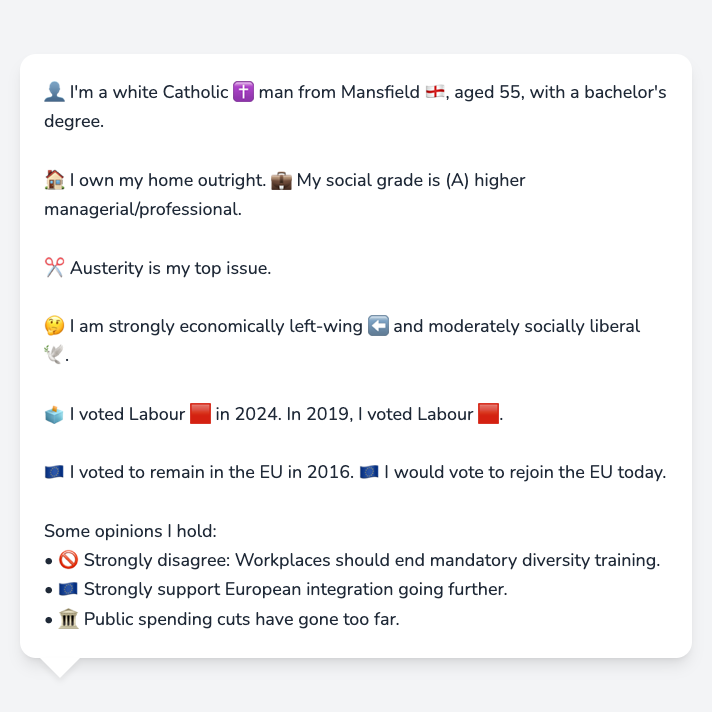 👤 I'm a white Catholic ✝️ man from Mansfield 🏴󠁧󠁢󠁥󠁮󠁧󠁿, aged 55, with a bachelor's
degree.
🏠 I own my home outright. 💼 My social grade is (A) higher
managerial/professional.
✂️ Austerity is my top issue.
🤔 I am strongly economically left-wing ⬅️ and moderately socially liberal
🕊️.
🗳️ I voted Labour 🟥 in 2024. In 2019, I voted Labour 🟥.
🇪🇺 I voted to remain in the EU in 2016. 🇪🇺 I would vote to rejoin the EU today.
Some opinions I hold:
• 🚫 Strongly disagree: Workplaces should end mandatory diversity training.
• 🇪🇺 Strongly support European integration going further.
• 🏛️ Public spending cuts have gone too far.